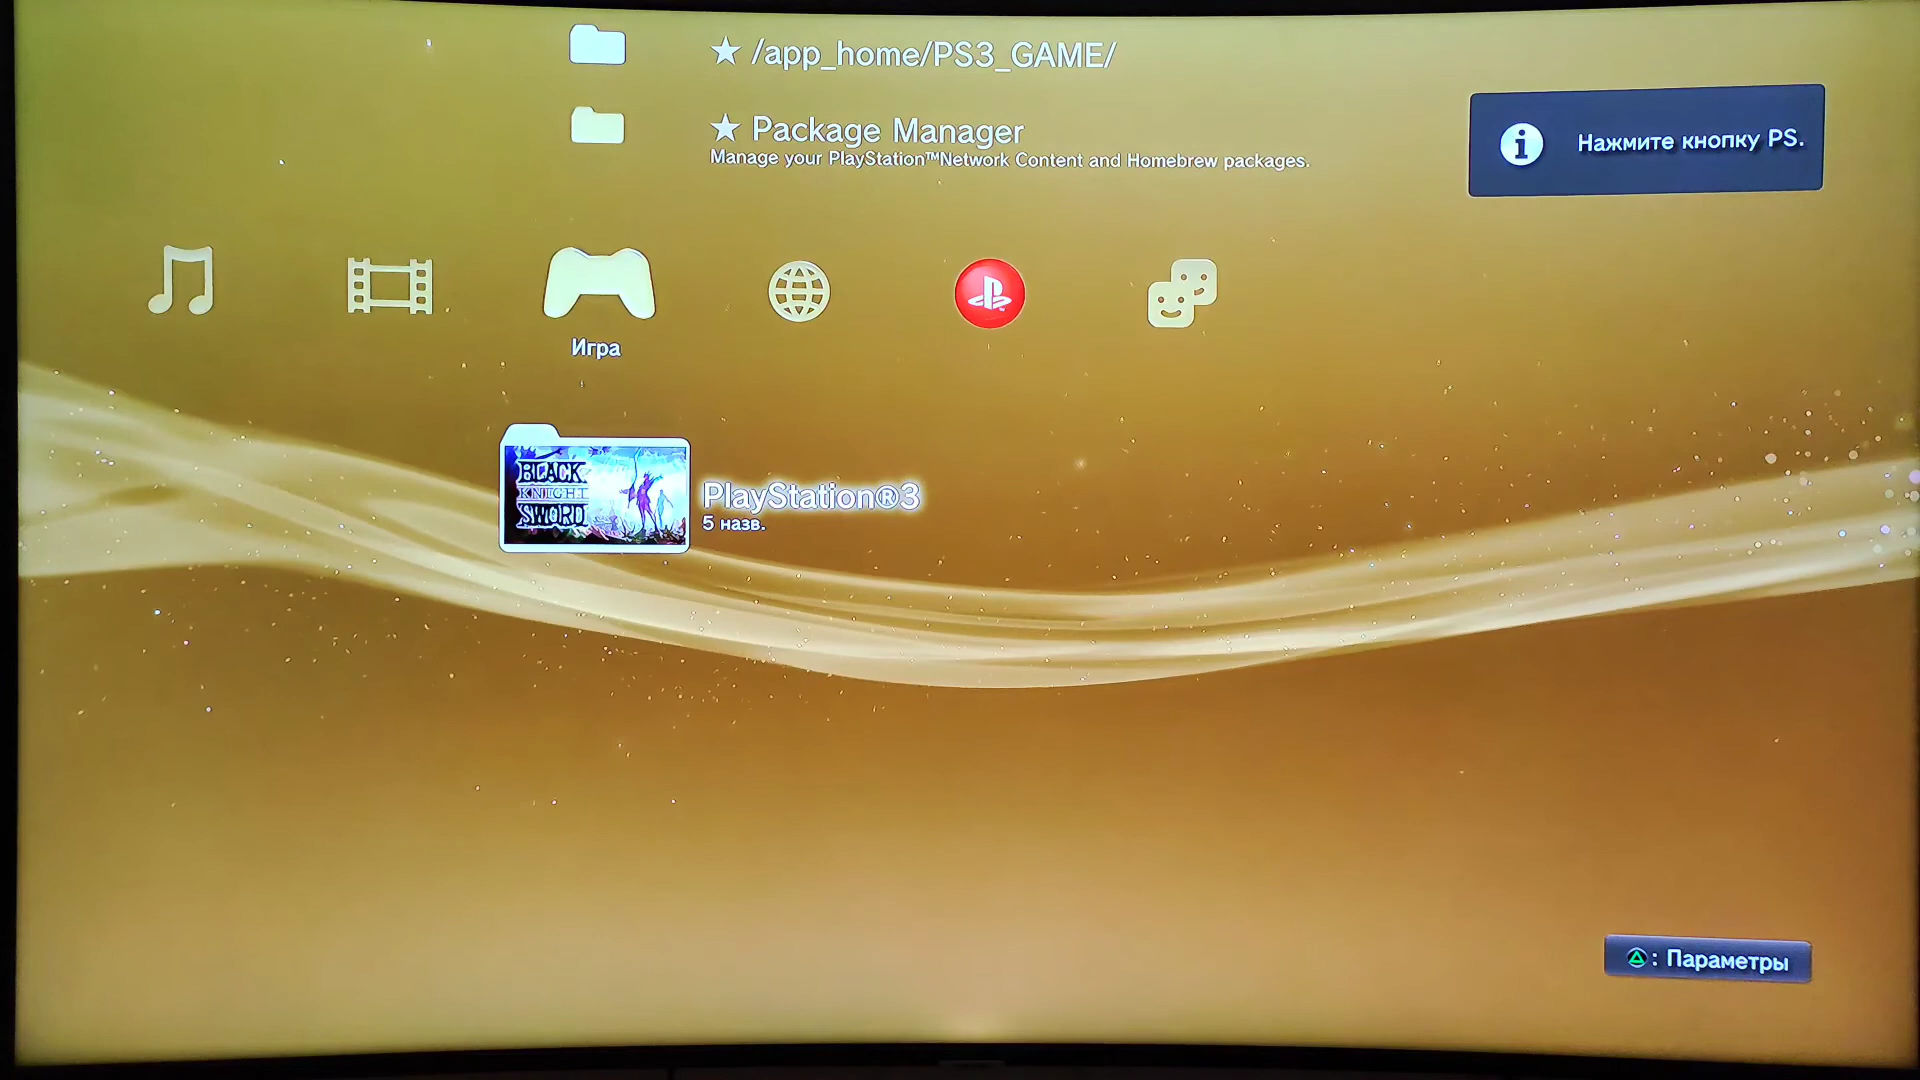 ★ /app_home/PS3_GAME/
★ Package Manager
Manage your PlayStation™Network Content and Homebrew packages.
Нажмите кнопку PS.
Игра
BLACK
KNIGHT
SWORD
PlayStation®3
5 назв.
: Параметры